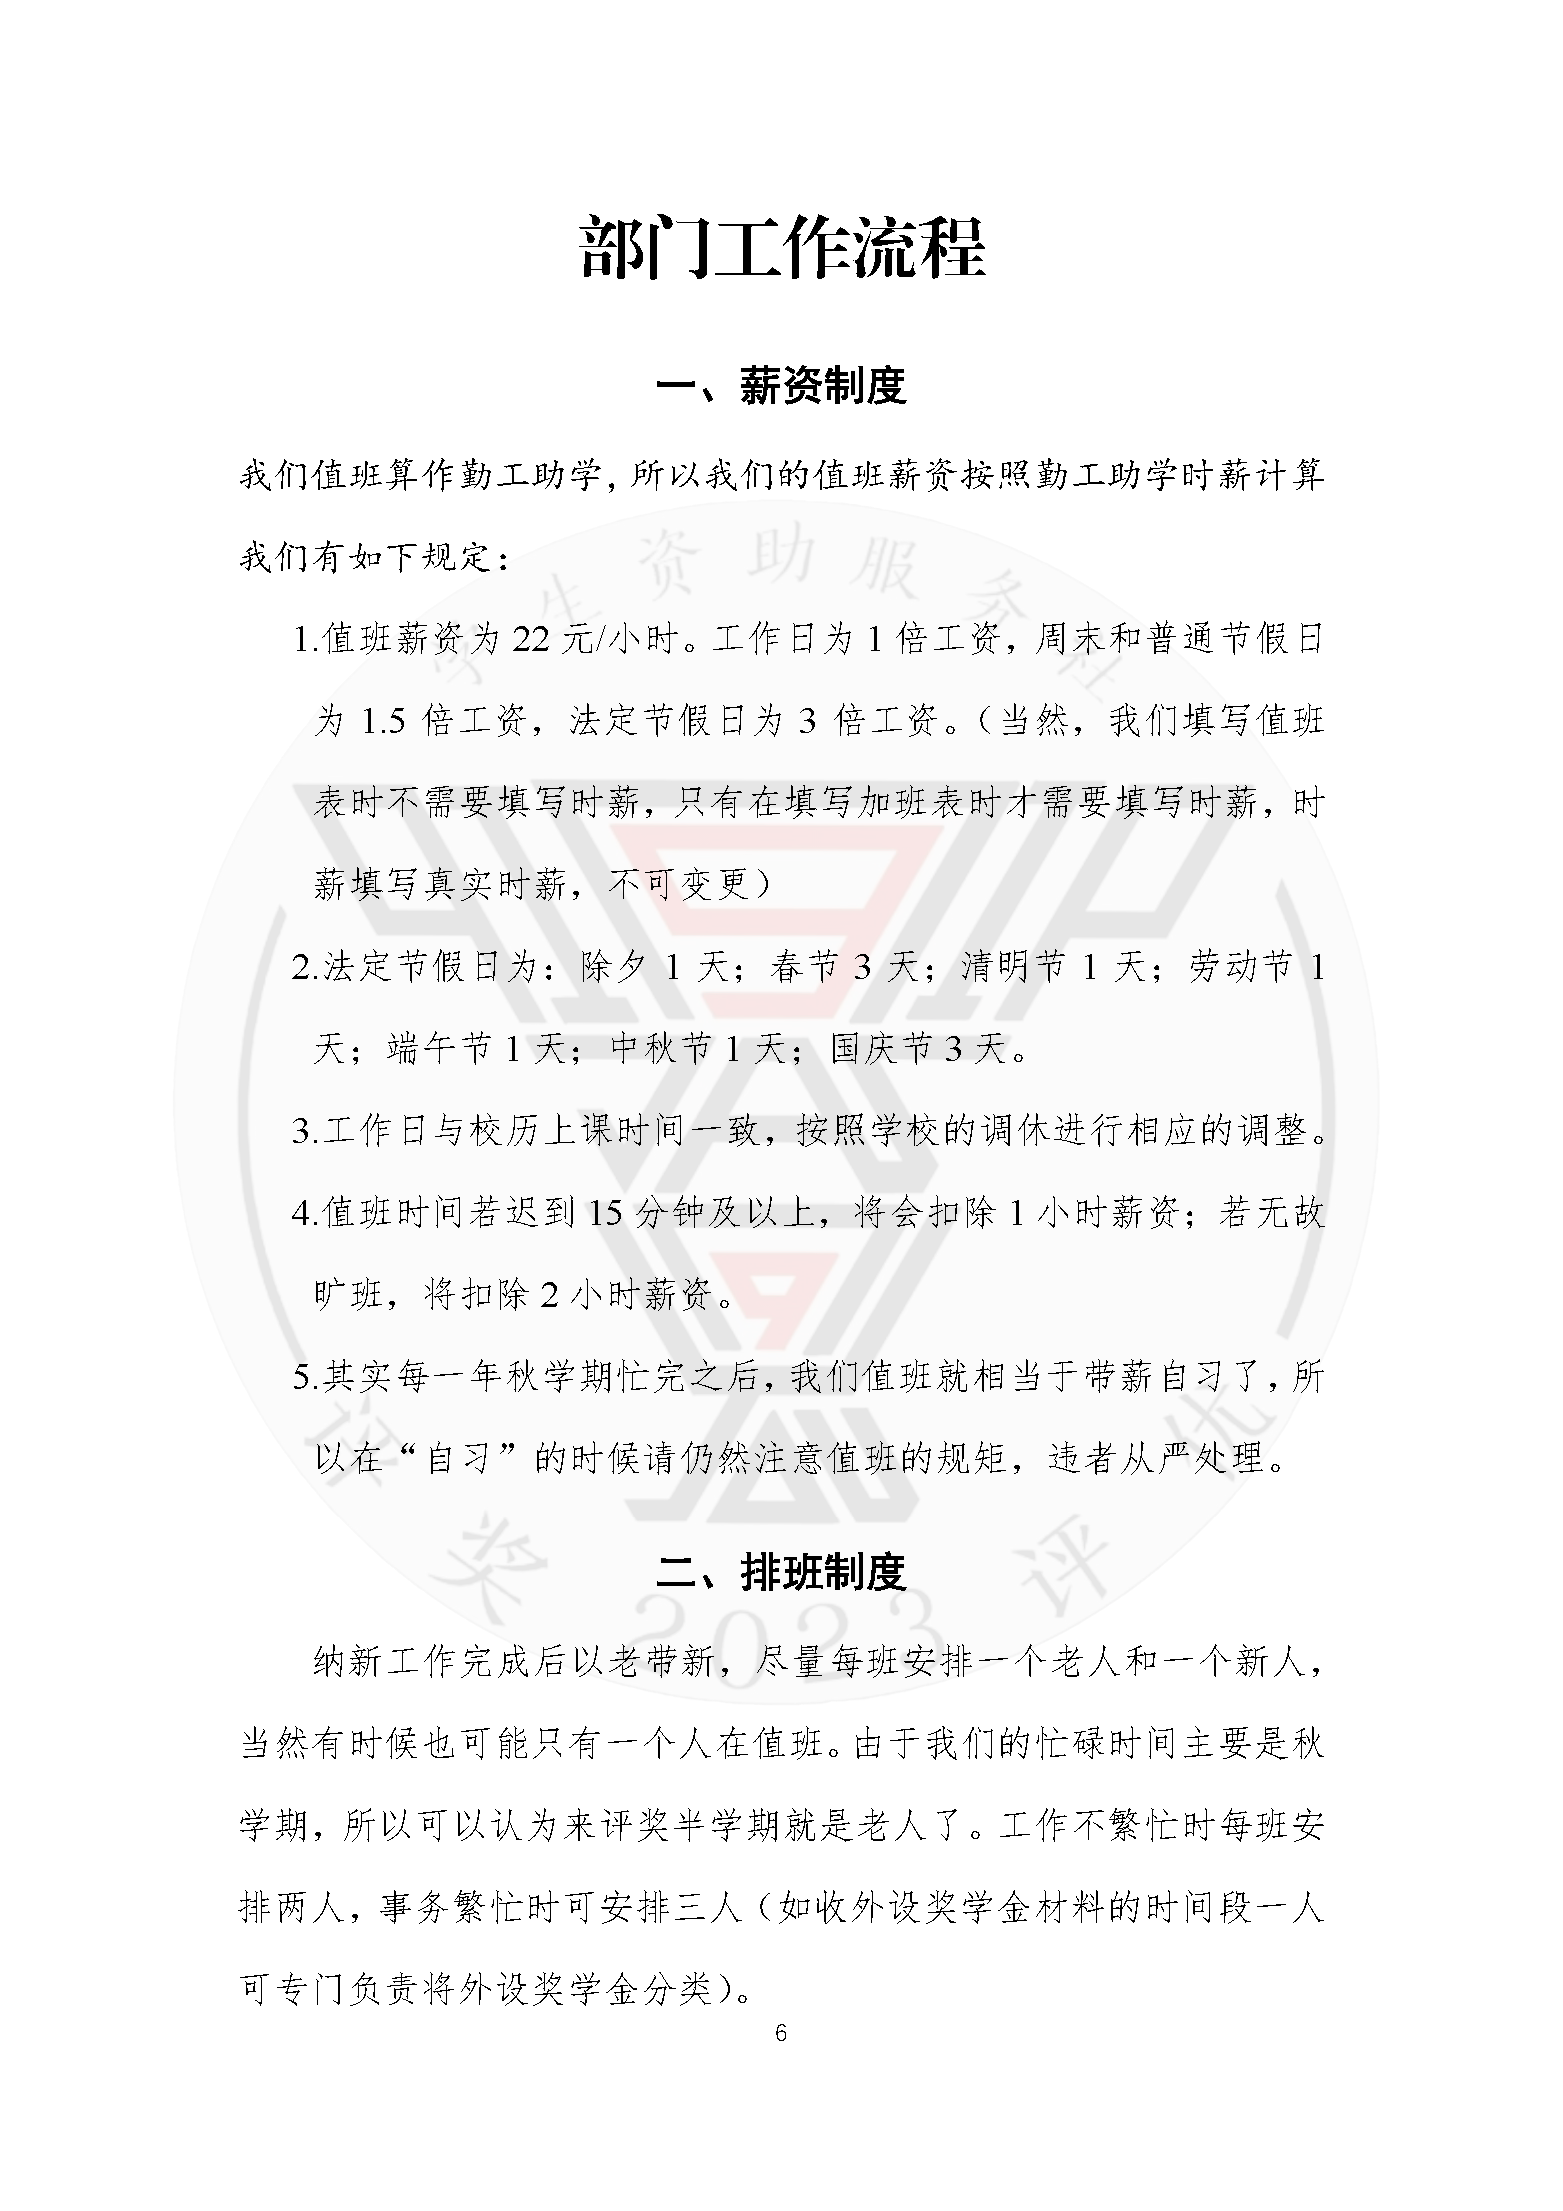 部门工作流程
一、薪资制度
我们值班算作勤工助学，所以我们的值班薪资按照勤工助学时薪计算
我们有如下规定：
1.值班薪资为 22 元/小时。工作日为 1 倍工资，周末和普通节假日
为 1.5 倍工资，法定节假日为 3 倍工资。（当然，我们填写值班
表时不需要填写时薪，只有在填写加班表时才需要填写时薪，时
薪填写真实时薪，不可变更）
2.法定节假日为：除夕 1 天；春节 3 天；清明节 1 天；劳动节 1
天；端午节 1 天；中秋节 1 天；国庆节 3 天。
3.工作日与校历上课时间一致，按照学校的调休进行相应的调整。
4.值班时间若迟到 15 分钟及以上，将会扣除 1 小时薪资；若无故
旷班，将扣除 2 小时薪资。
5.其实每一年秋学期忙完之后，我们值班就相当于带薪自习了，所
以在“自习”的时候请仍然注意值班的规矩，违者从严处理。
二、排班制度
纳新工作完成后以老带新，尽量每班安排一个老人和一个新人，
当然有时候也可能只有一个人在值班。由于我们的忙碌时间主要是秋
学期，所以可以认为来评奖半学期就是老人了。工作不繁忙时每班安
排两人，事务繁忙时可安排三人（如收外设奖学金材料的时间段一人
可专门负责将外设奖学金分类）。
6
学生资助服务社
评奖评优
2023